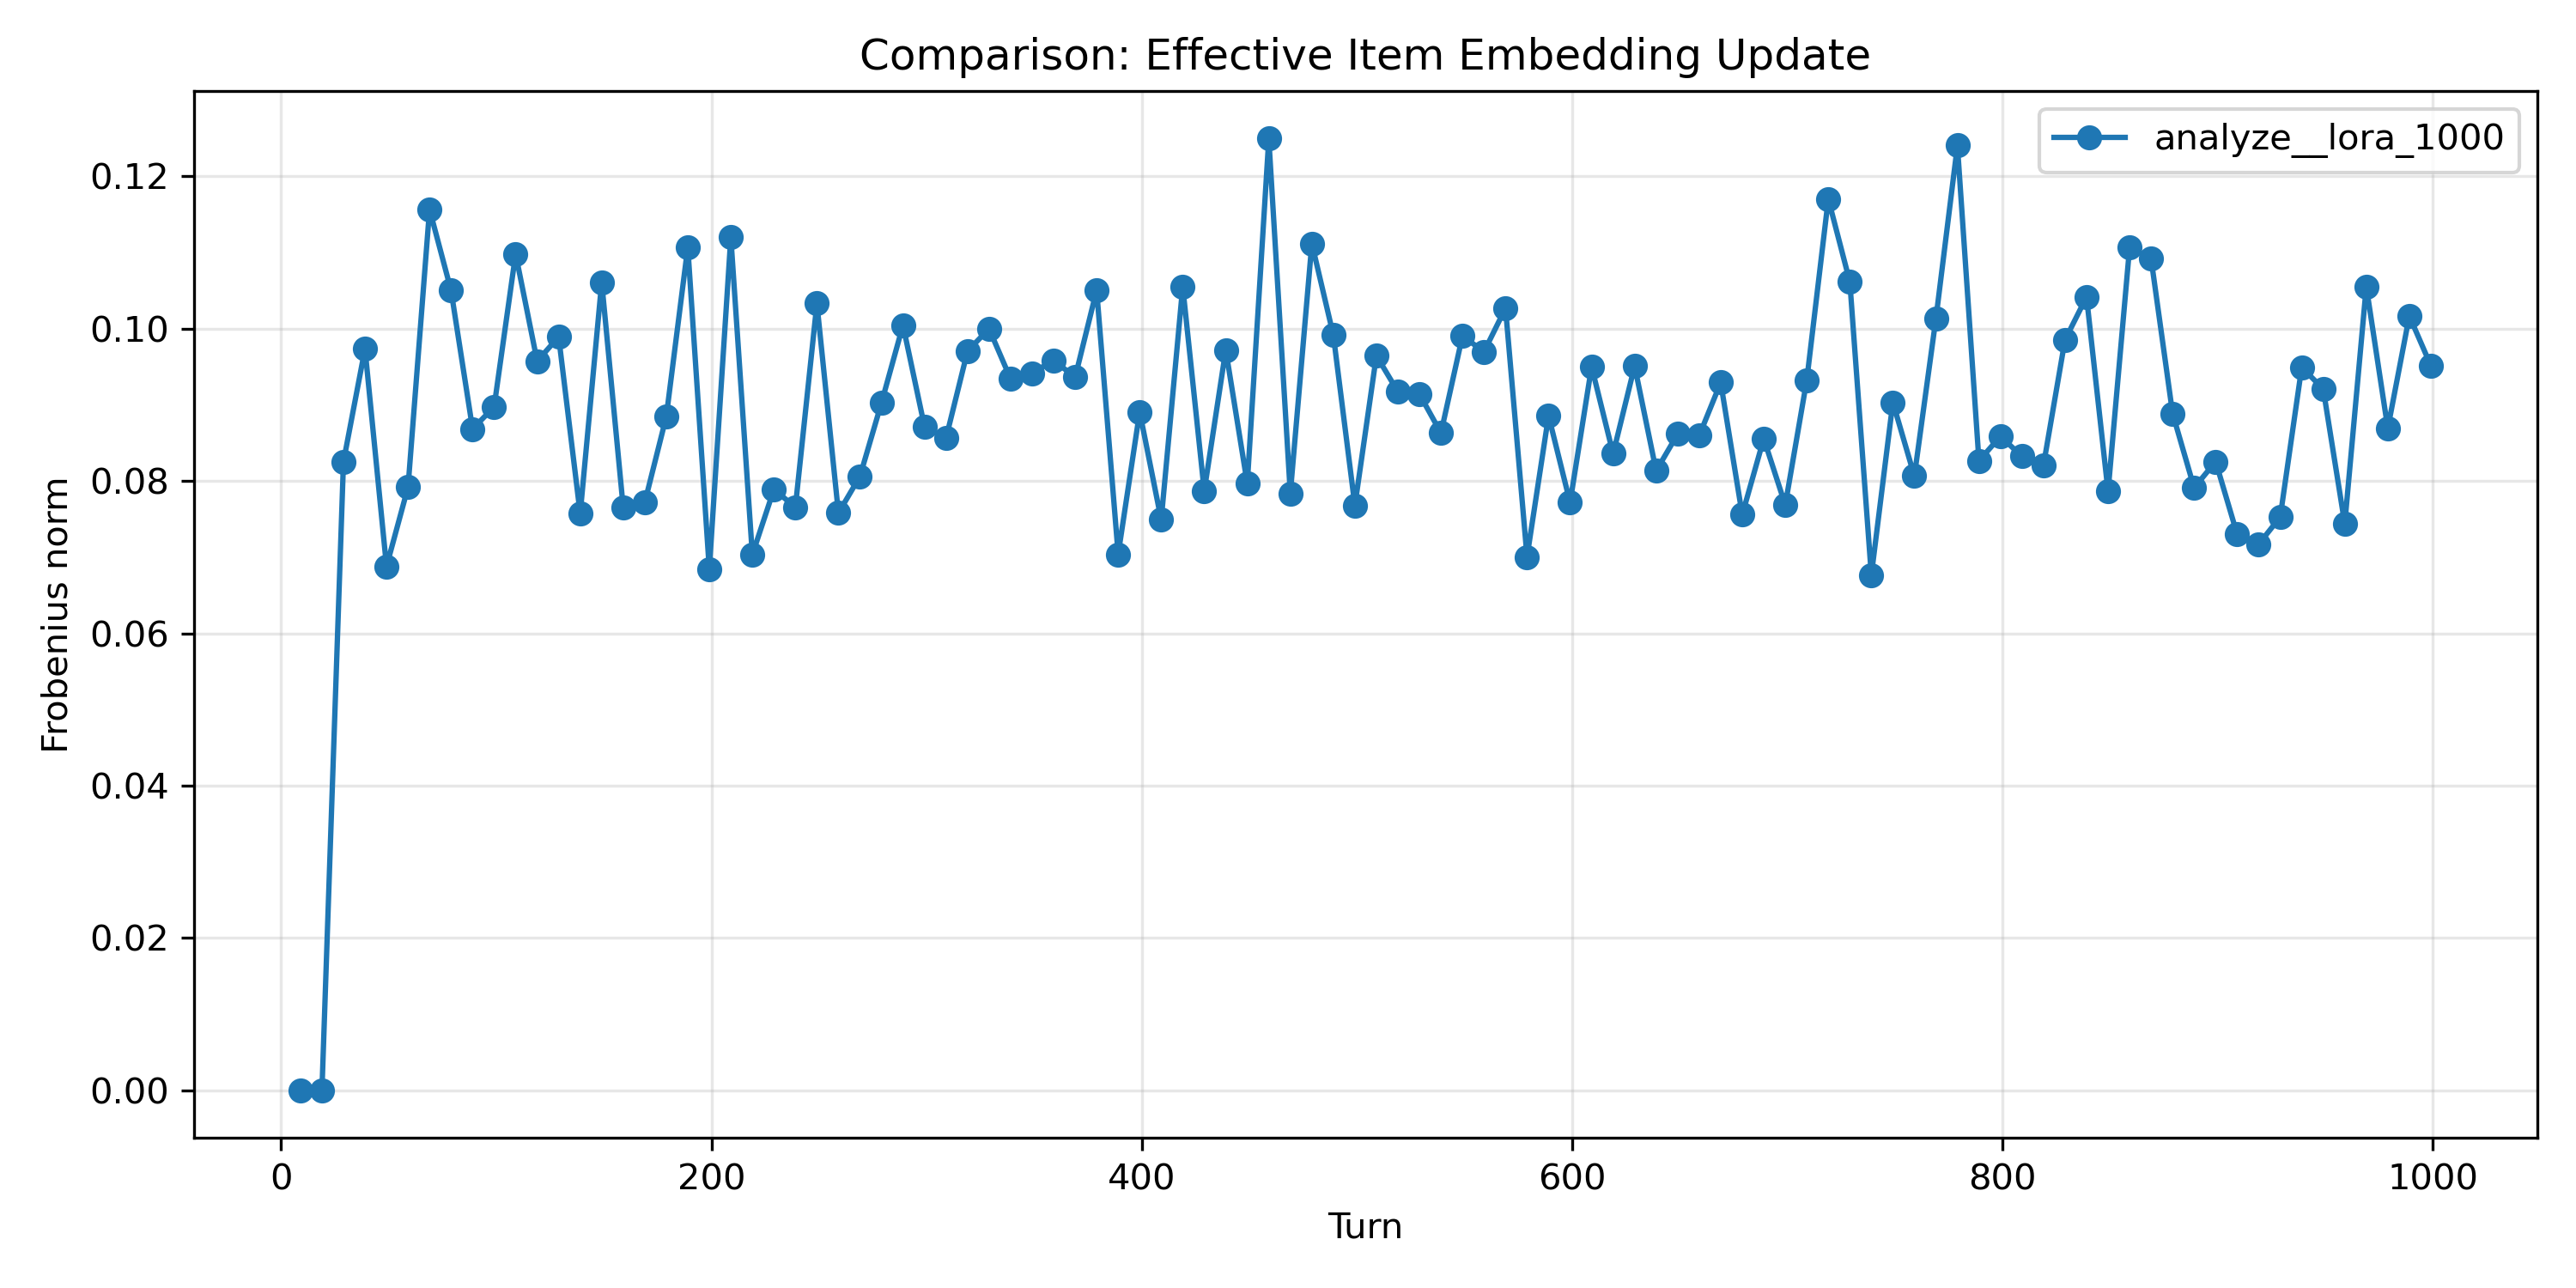 Comparison: Effective Item Embedding Update
analyze__lora_1000
0.12
0.10
0.08
0.06
0.04
0.02
0.00
Frobenius norm
0 200 400 600 800 1000
Turn